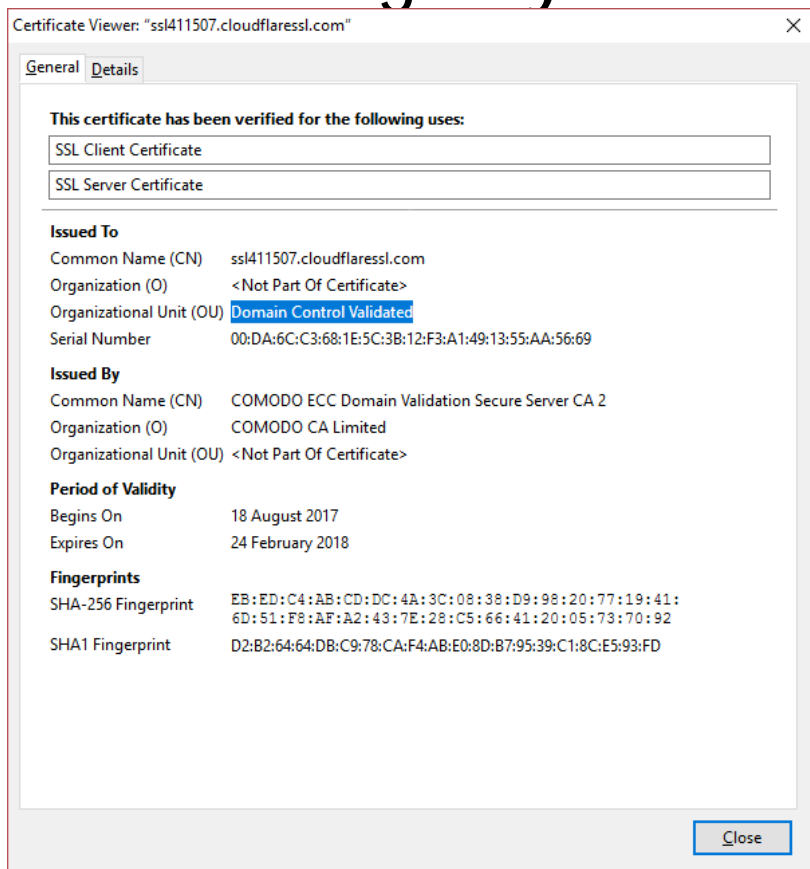 Certificate Viewer: "ssl411507.cloudflaressl.com"
General Details
This certificate has been verified for the following uses:
SSL Client Certificate
SSL Server Certificate
Issued To
Common Name (CN) ssl411507.cloudflaressl.com
Organization (O) <Not Part Of Certificate>
Organizational Unit (OU) Domain Control Validated
Serial Number 00:DA:6C:C3:68:1E:5C:3B:12:F3:A1:49:13:55:AA:56:69
Issued By
Common Name (CN) COMODO ECC Domain Validation Secure Server CA 2
Organization (O) COMODO CA Limited
Organizational Unit (OU) <Not Part Of Certificate>
Period of Validity
Begins On 18 August 2017
Expires On 24 February 2018
Fingerprints
SHA-256 Fingerprint EB:ED:C4:AB:CD:DC:4A:3C:08:38:D9:98:20:77:19:41:
6D:51:F8:AF:A2:43:7E:28:C5:66:41:20:05:73:70:92
SHA1 Fingerprint D2:B2:64:64:DB:C9:78:CA:F4:AB:E0:8D:B7:95:39:C1:8C:E5:93:FD
Close